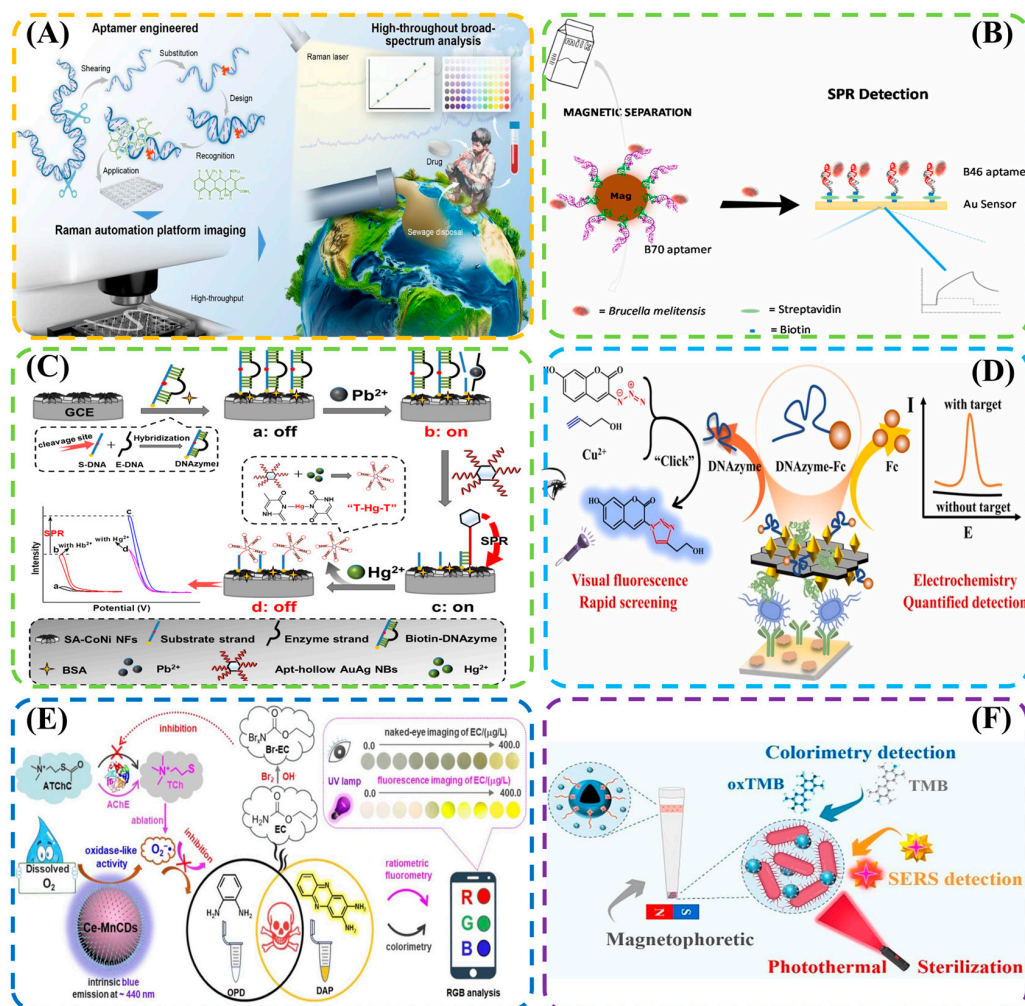 (A)
Aptamer engineered
Shearing
Substitution
Design
Recognition
Application
Raman automation platform imaging
High-throughput
High-throughout broad-
spectrum analysis
Raman laser
Drug
Sewage disposal
(B)
MAGNETIC SEPARATION
SPR Detection
Mag
B70 aptamer
B46 aptame
Au Sensor
= Brucella melitensis
= Streptavidin
= Biotin
(C)
GCE
Pb2+
a: off
b: on
cleavage site
S-DNA
+
E-DNA
Hybridization
DNAzyme
"T-Hg-T"
Hg
SPR
Hg2+
d: off
c: on
Intensity
SPR
c
b
with Hb2+
with Hg2+
d
a
Potential (V)
SA-CoNi NFs
Substrate strand
Enzyme strand
Biotin-DNAzyme
BSA
Pb2+
Apt-hollow AuAg NBs
Hg2+
(D)
HO
O
O
N
N
N
OH
Cu2+
"Click"
HO
O
O
OH
Visual fluorescence
Rapid screening
DNAzyme
DNAzyme-Fc
Fc
I
with target
without target
E
Electrochemistry
Quantified detection
(E)
inhibition
ATChC
AChE
TCh
Br-EC
Br2
OH-
EC
ablation
Dissolved
O2
oxidase-like
activity
O2•-
inhibition
Ce-MnCDs
intrinsic blue
emission at ~ 440 nm
OPD
DAP
naked-eye imaging of EC/(μg/L)
0.0
400.0
UV lamp
fluorescence imaging of EC/(μg/L)
0.0
400.0
ratiometric
fluorometry
colorimetry
R
G
B
RGB analysis
(F)
Colorimetry detection
oxTMB
TMB
SERS detection
N
S
Magnetophoretic
Photothermal
Sterilization